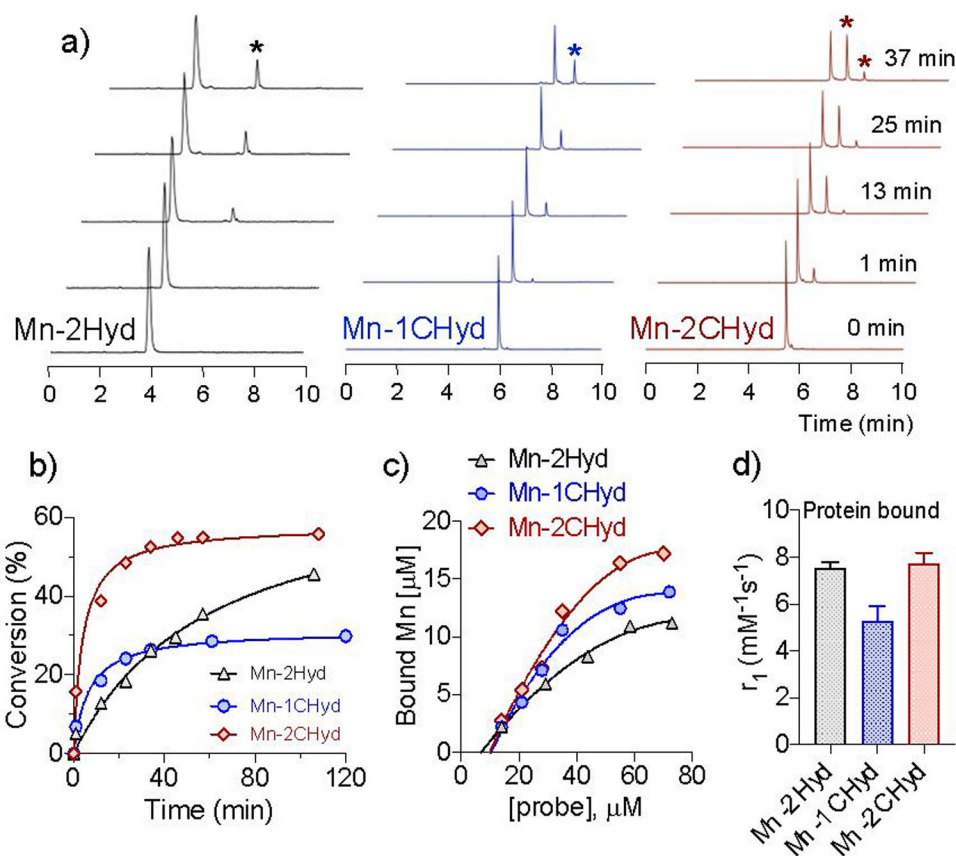 a)
*
*
*
*
37 min
25 min
13 min
1 min
0 min
Mn-2Hyd
Mn-1CHyd
Mn-2CHyd
0 2 4 6 8 10
0 2 4 6 8 10
0 2 4 6 8 10
Time (min)
b)
60
40
20
0
Conversion (%)
Mn-2Hyd
Mn-1CHyd
Mn-2CHyd
0 30 60 90 120
Time (min)
c)
Mn-2Hyd
Mn-1CHyd
Mn-2CHyd
20
15
10
5
0
Bound Mn [µM]
0 20 40 60 80
[probe], µM
d)
Protein bound
10
8
6
4
2
0
r1 (mM-1s-1)
Mn-2Hyd
Mn-1CHyd
Mn-2CHyd